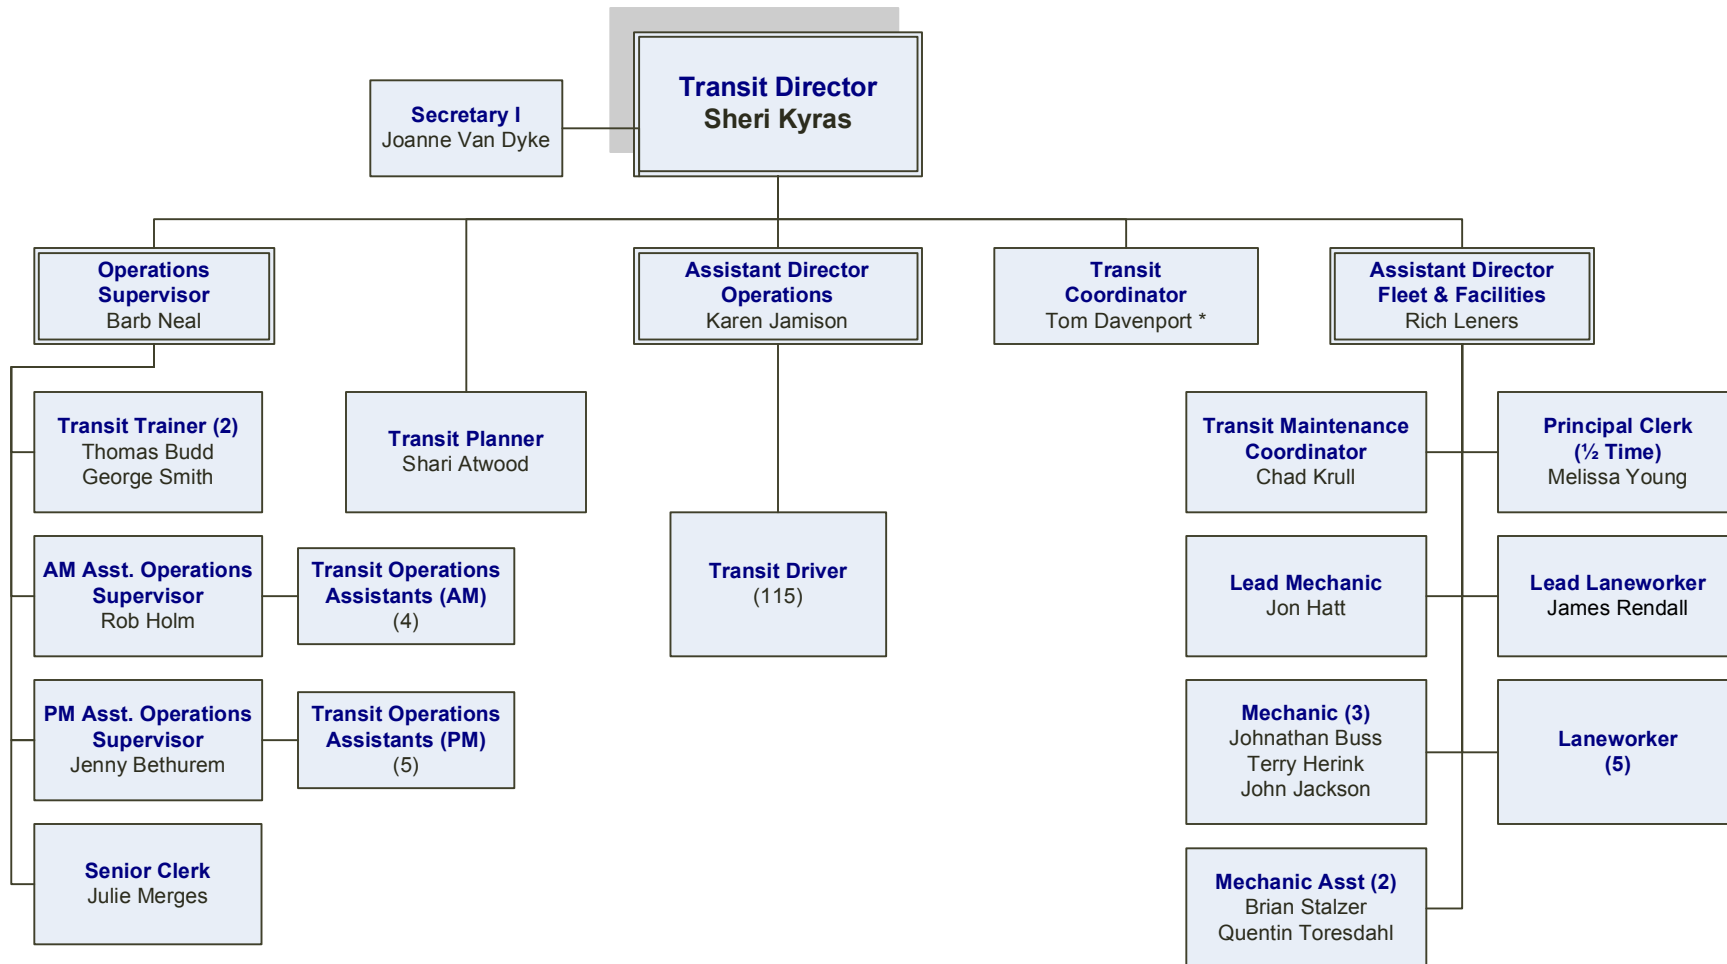 Transit Director
Sheri Kyras
Secretary I
Joanne Van Dyke
Operations
Supervisor
Barb Neal
Assistant Director
Operations
Karen Jamison
Transit
Coordinator
Tom Davenport *
Assistant Director
Fleet & Facilities
Rich Leners
Transit Trainer (2)
Thomas Budd
George Smith
Transit Planner
Shari Atwood
Transit Maintenance
Coordinator
Chad Krull
Principal Clerk
(½ Time)
Melissa Young
AM Asst. Operations
Supervisor
Rob Holm
Transit Operations
Assistants (AM)
(4)
Transit Driver
(115)
Lead Mechanic
Jon Hatt
Lead Laneworker
James Rendall
PM Asst. Operations
Supervisor
Jenny Bethurem
Transit Operations
Assistants (PM)
(5)
Mechanic (3)
Johnathan Buss
Terry Herink
John Jackson
Laneworker
(5)
Senior Clerk
Julie Merges
Mechanic Asst (2)
Brian Stalzer
Quentin Toresdahl